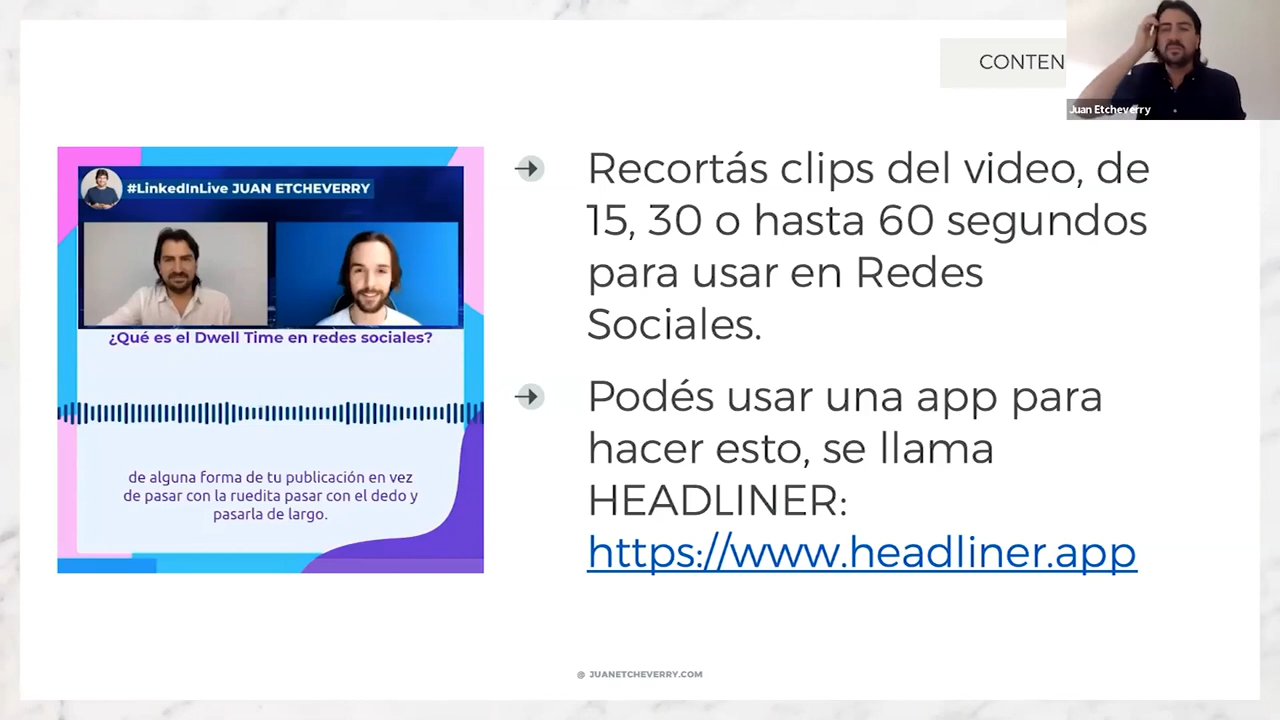 CONTEN
Juan Etcheverry
#LinkedInLive JUAN ETCHEVERRY
¿Qué es el Dwell Time en redes sociales?
de alguna forma de tu publicación en vez
de pasar con la ruedita pasar con el dedo y
pasarla de largo.
Recortás clips del video, de
15, 30 o hasta 60 segundos
para usar en Redes
Sociales.
Podés usar una app para
hacer esto, se llama
HEADLINER:
https://www.headliner.app
@ JUANETCHEVERRY.COM